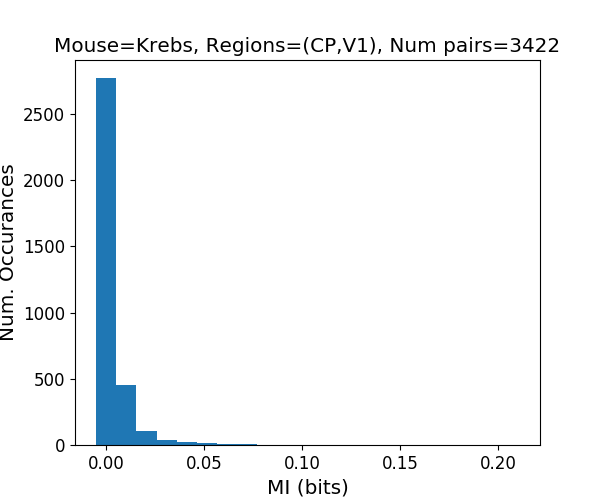 Mouse=Krebs, Regions=(CP,V1), Num pairs=3422
2500
2000
1500
1000
500
0
Num. Occurances
0.00 0.05 0.10 0.15 0.20
MI (bits)